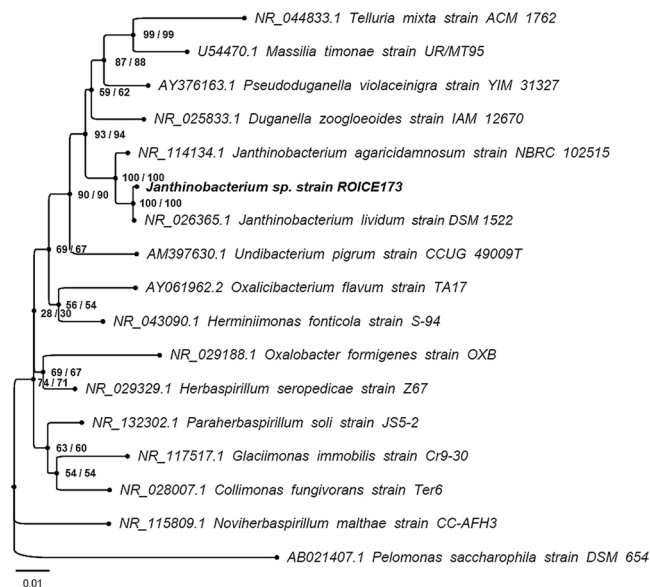 NR_044833.1 Telluria mixta strain ACM 1762
99 / 99
U54470.1 Massilia timonae strain UR/MT95
87 / 88
AY376163.1 Pseudoduganella violaceinigra strain YIM 31327
59 / 62
NR_025833.1 Duganella zoogloeoides strain IAM 12670
93 / 94
NR_114134.1 Janthinobacterium agaricidamnosum strain NBRC 102515
100 / 100
Janthinobacterium sp. strain ROICE173
90 / 90
100 / 100
NR_026365.1 Janthinobacterium lividum strain DSM 1522
69 / 67
AM397630.1 Undibacterium pigrum strain CCUG 49009T
AY061962.2 Oxalicibacterium flavum strain TA17
56 / 54
28 / 30
NR_043090.1 Herminiimonas fonticola strain S-94
NR_029188.1 Oxalobacter formigenes strain OXB
69 / 67
74 / 71
NR_029329.1 Herbaspirillum seropedicae strain Z67
NR_132302.1 Paraherbaspirillum soli strain JS5-2
63 / 60
NR_117517.1 Glaciimonas immobilis strain Cr9-30
54 / 54
NR_028007.1 Collimonas fungivorans strain Ter6
NR_115809.1 Noviherbaspirillum malthae strain CC-AFH3
AB021407.1 Pelomonas saccharophila strain DSM 654
0.01